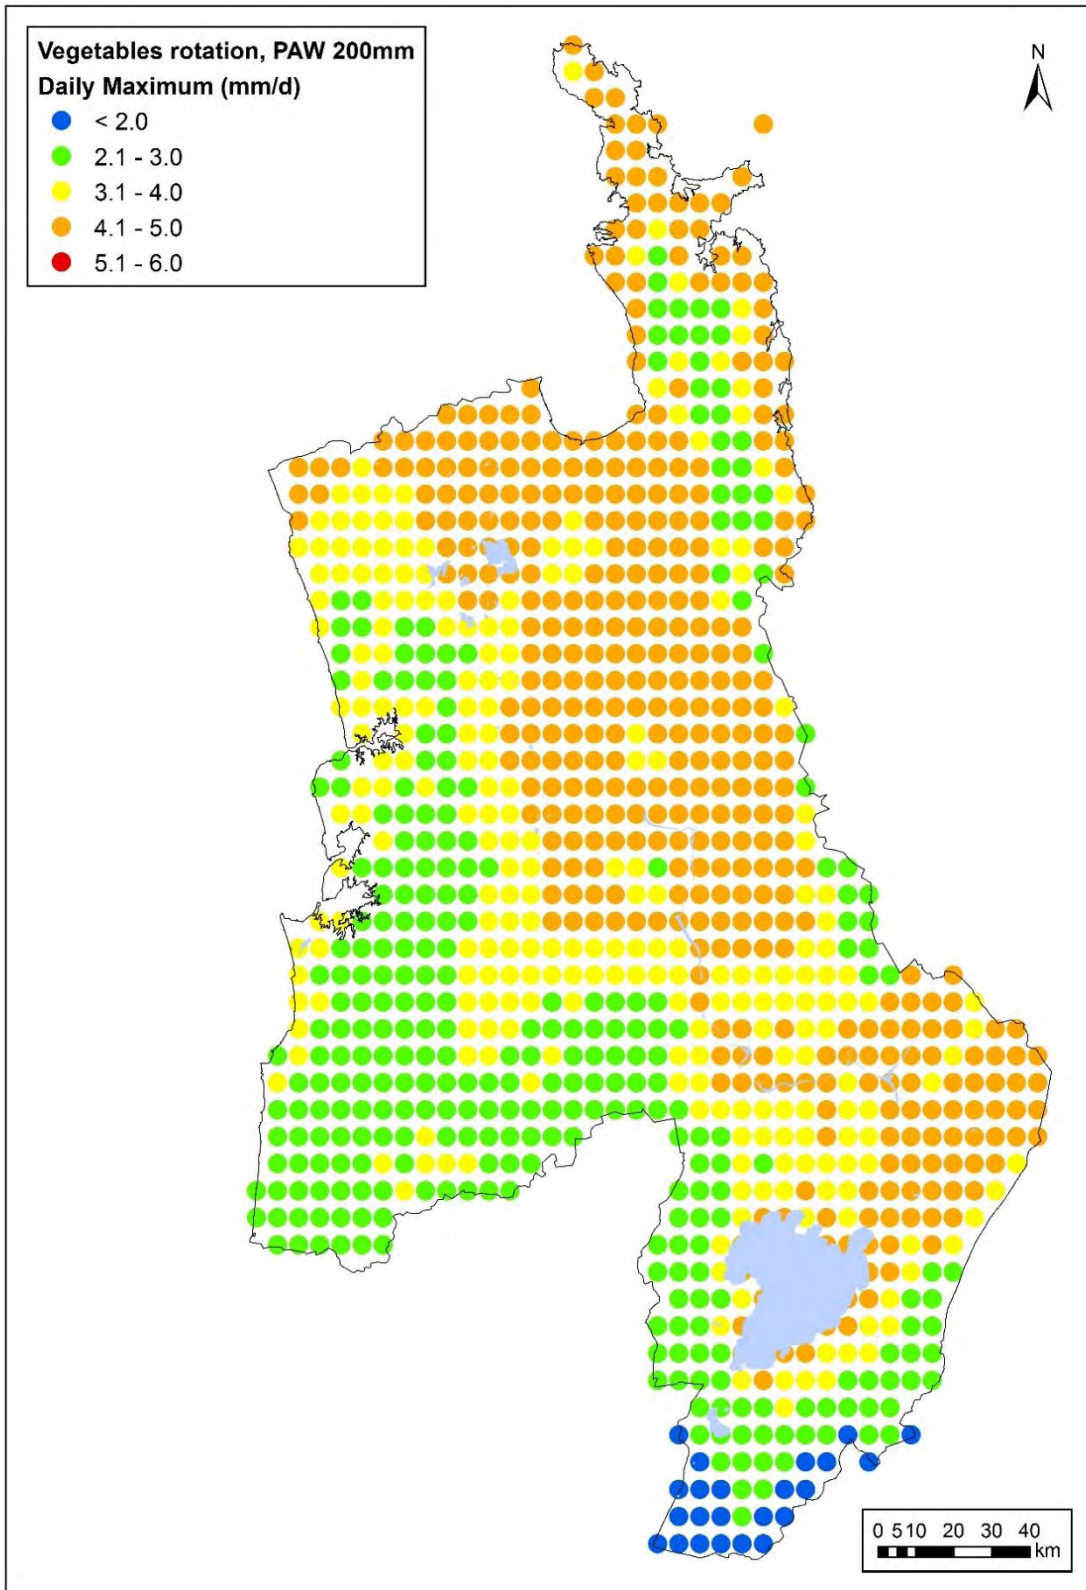 Vegetables rotation, PAW 200mm
Daily Maximum (mm/d)
< 2.0
2.1 - 3.0
3.1 - 4.0
4.1 - 5.0
5.1 - 6.0
N
0 5 10 20 30 40
km